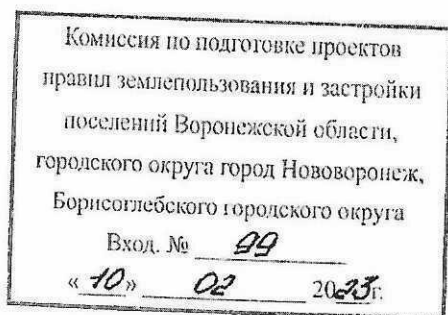 Комиссия по подготовке проектов
правил землепользования и застройки
поселений Воронежской области,
городского округа город Нововоронеж,
Борисоглебского городского округа
Вход. № 99
« 10 » 02 2023г.